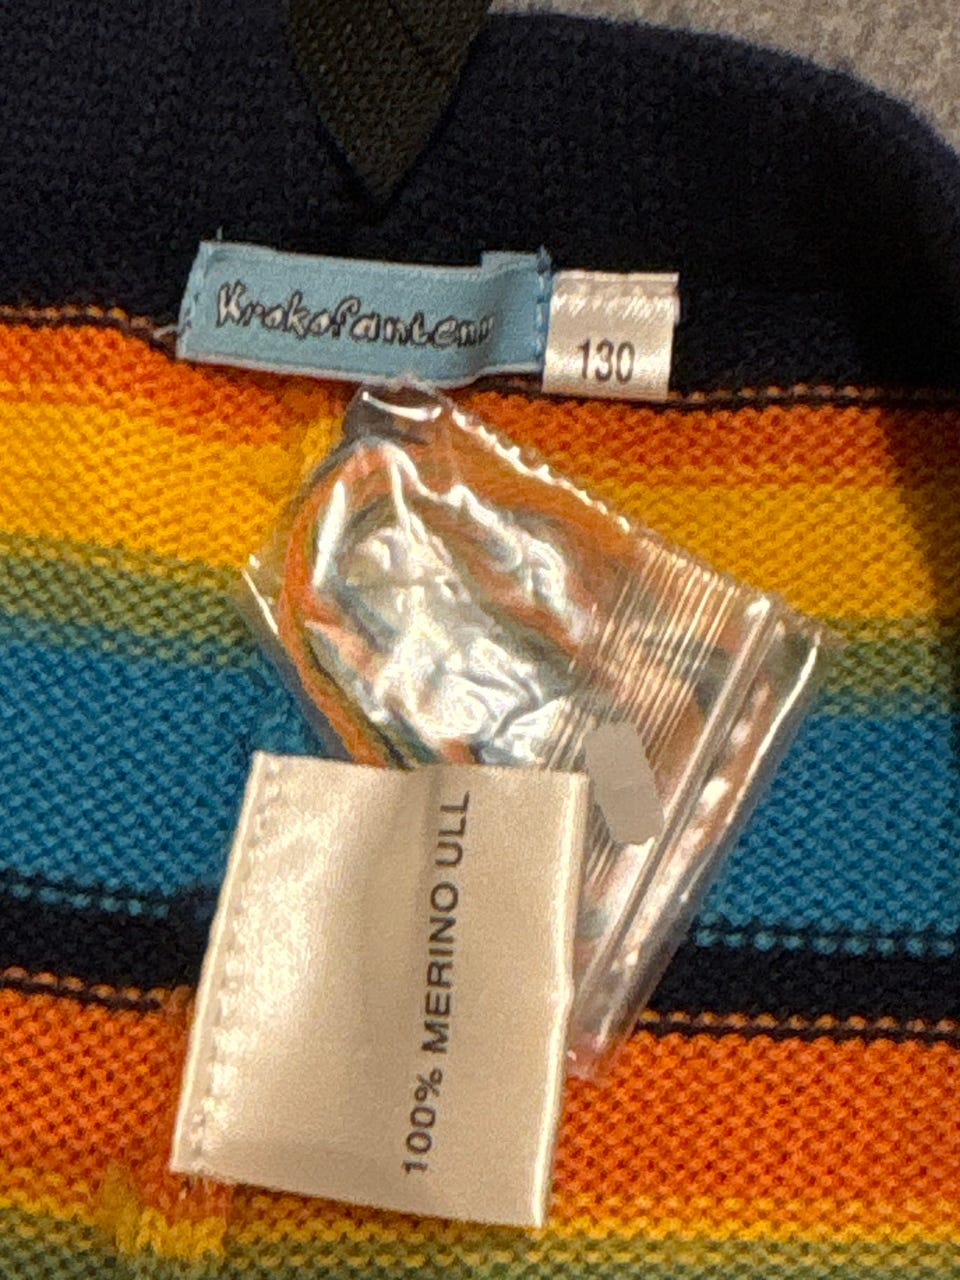 Krokofanten
130
100% MERINO ULL